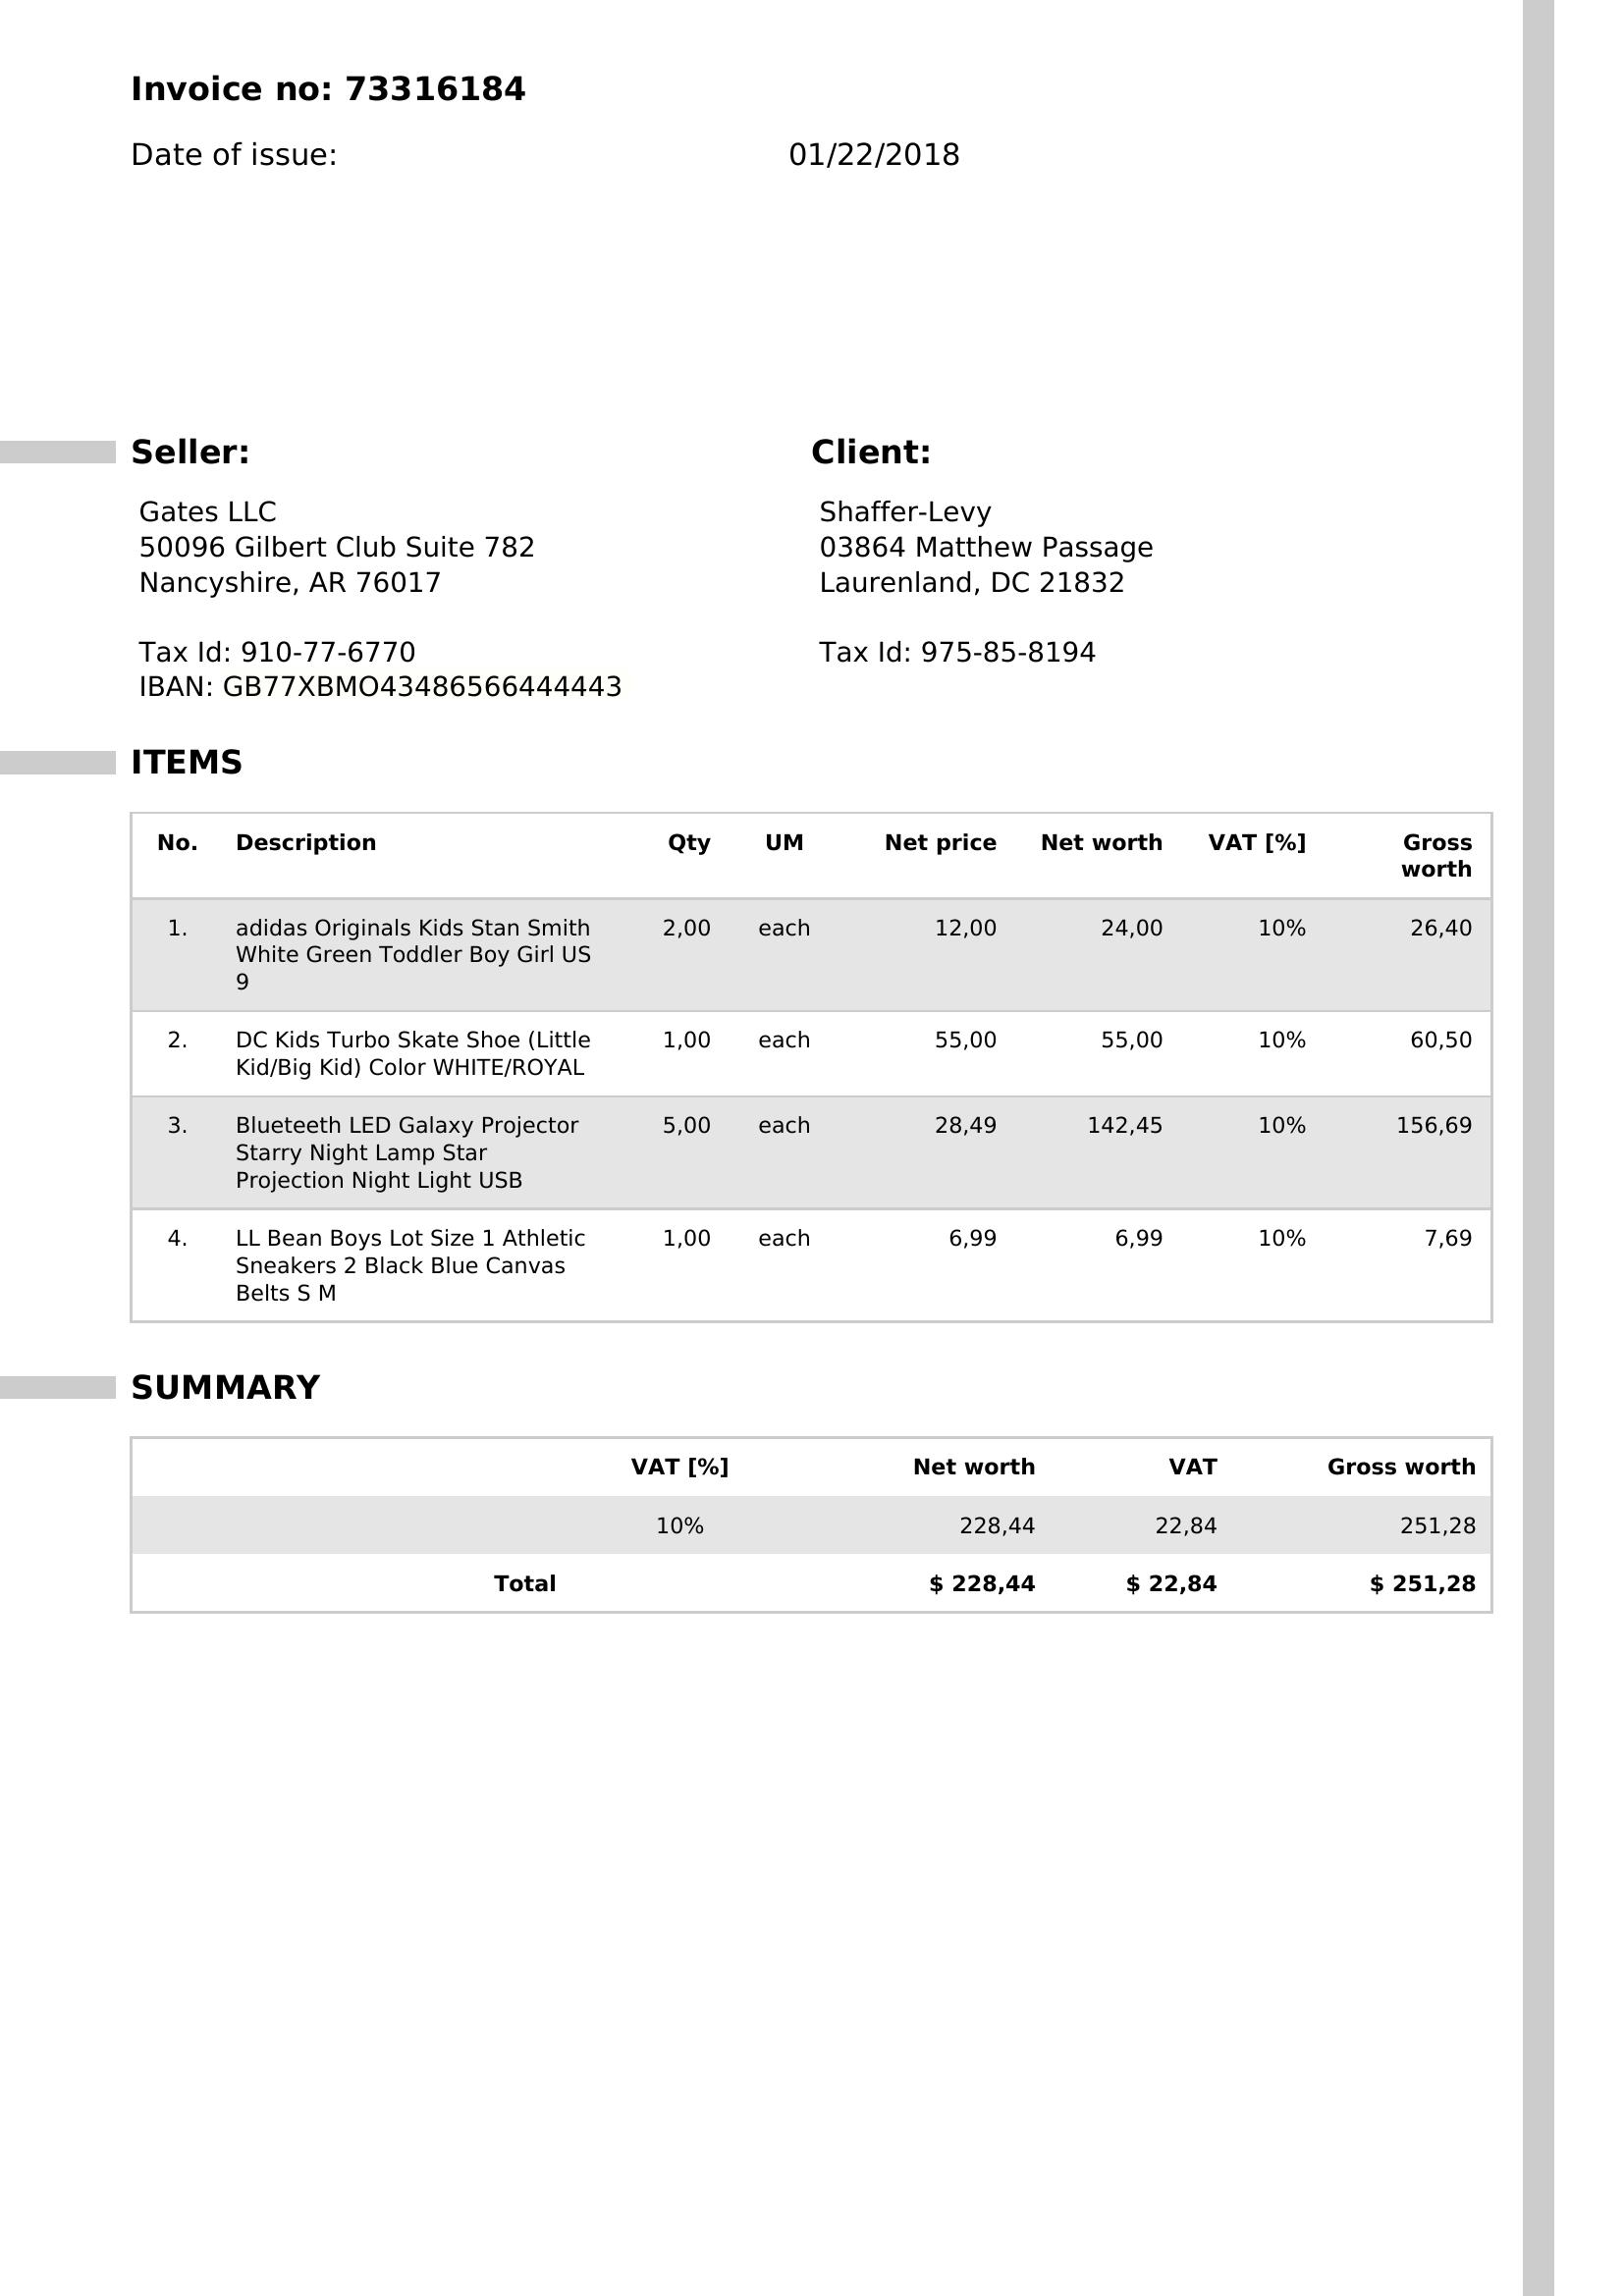 Invoice no: 73316184
Date of issue: 01/22/2018
Seller:
Gates LLC
50096 Gilbert Club Suite 782
Nancyshire, AR 76017
Tax Id: 910-77-6770
IBAN: GB77XBMO43486566444443
Client:
Shaffer-Levy
03864 Matthew Passage
Laurenland, DC 21832
Tax Id: 975-85-8194
ITEMS
No. Description Qty UM Net price Net worth VAT [%] Gross
worth
1. adidas Originals Kids Stan Smith 2,00 each 12,00 24,00 10% 26,40
White Green Toddler Boy Girl US
9
2. DC Kids Turbo Skate Shoe (Little 1,00 each 55,00 55,00 10% 60,50
Kid/Big Kid) Color WHITE/ROYAL
3. Blueteeth LED Galaxy Projector 5,00 each 28,49 142,45 10% 156,69
Starry Night Lamp Star
Projection Night Light USB
4. LL Bean Boys Lot Size 1 Athletic 1,00 each 6,99 6,99 10% 7,69
Sneakers 2 Black Blue Canvas
Belts S M
SUMMARY
VAT [%] Net worth VAT Gross worth
10% 228,44 22,84 251,28
Total $ 228,44 $ 22,84 $ 251,28